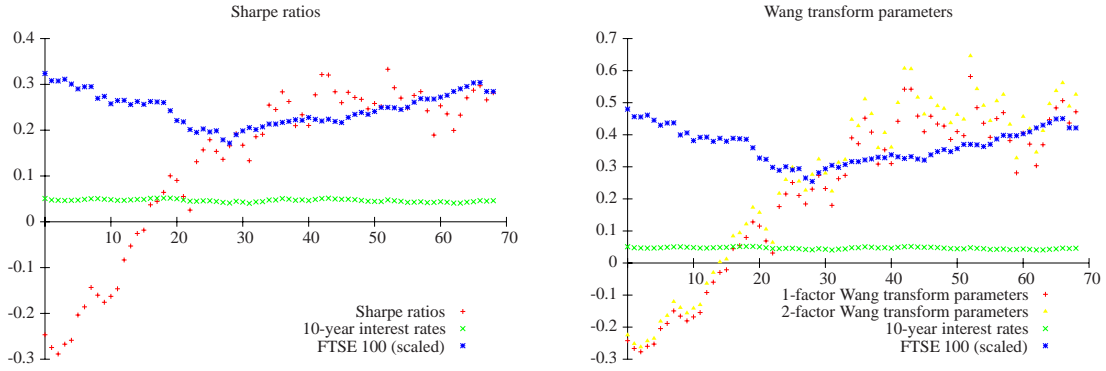 Sharpe ratios
0.4
0.3
0.2
0.1
0
-0.1
-0.2
-0.3
10 20 30 40 50 60 70
Sharpe ratios
10-year interest rates
FTSE 100 (scaled)
Wang transform parameters
0.7
0.6
0.5
0.4
0.3
0.2
0.1
0
-0.1
-0.2
-0.3
10 20 30 40 50 60 70
1-factor Wang transform parameters
2-factor Wang transform parameters
10-year interest rates
FTSE 100 (scaled)